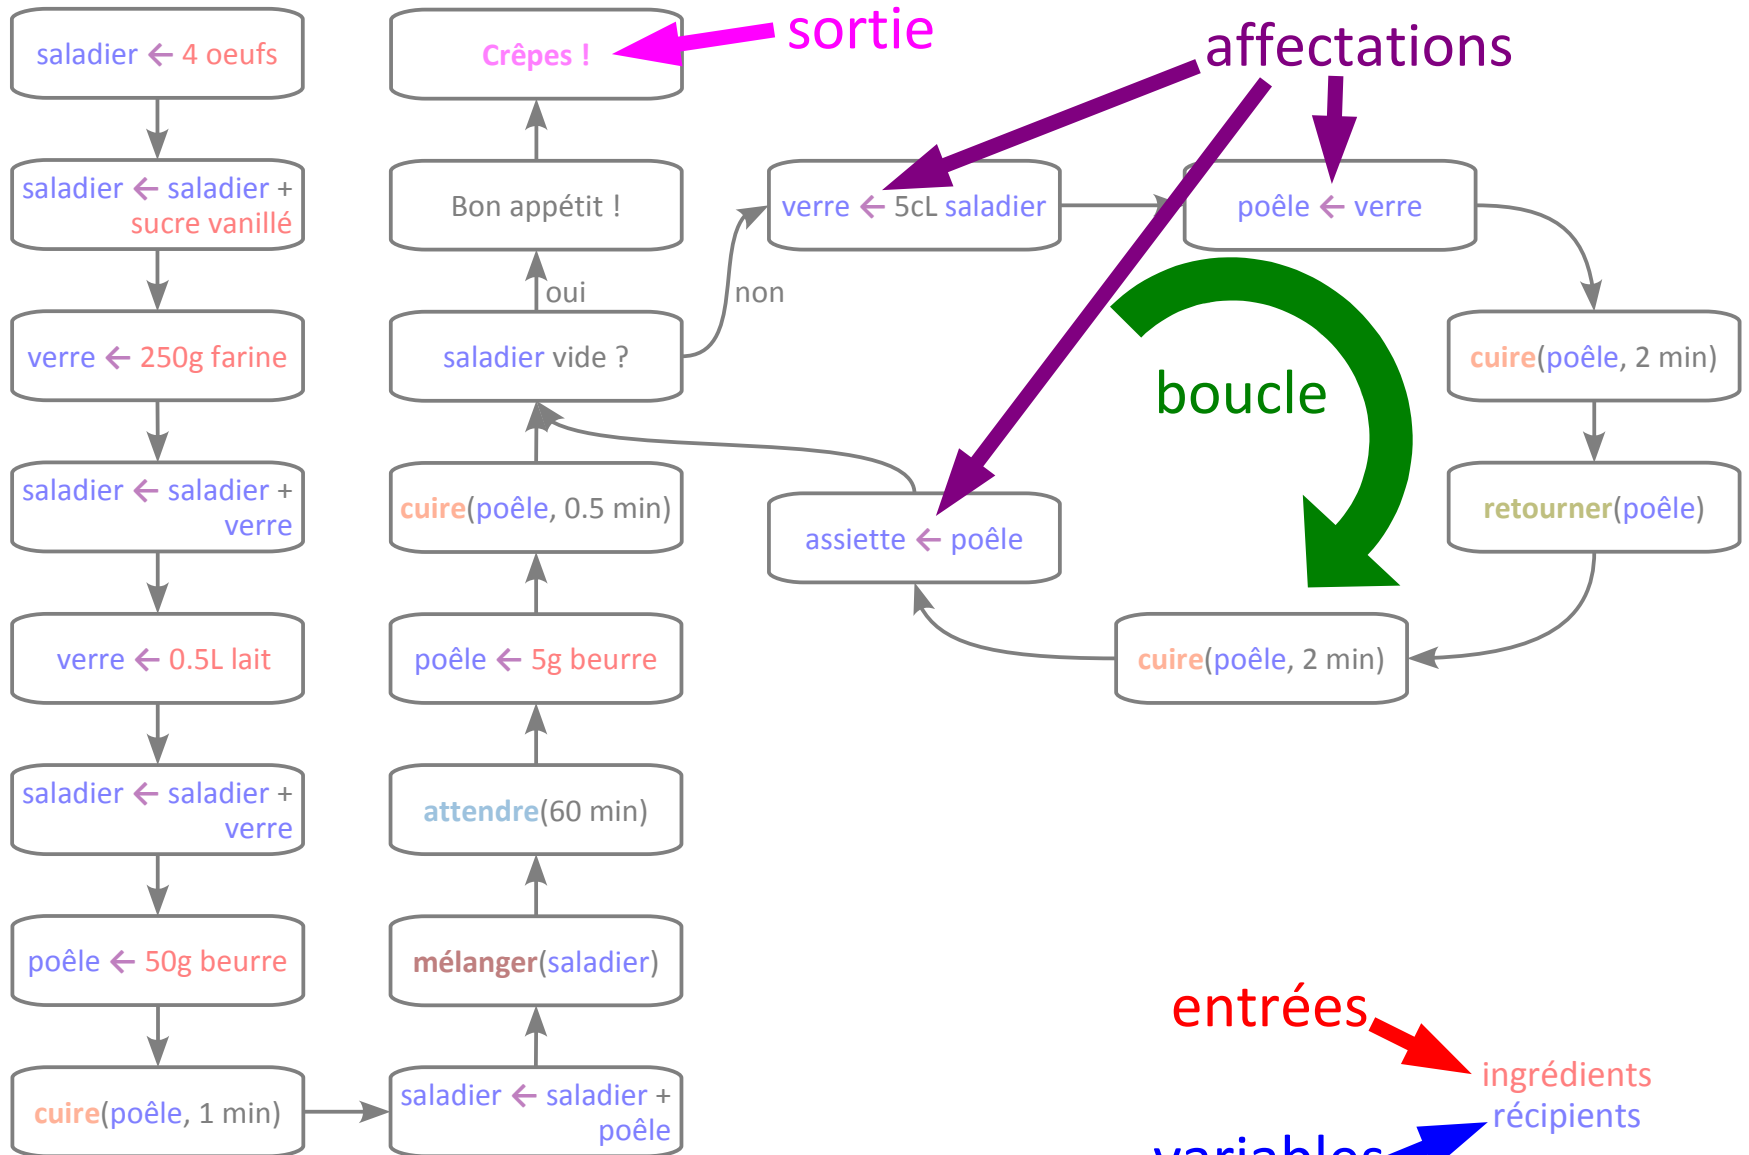 saladier ← 4 oeufs
saladier ← saladier +
sucre vanillé
verre ← 250g farine
saladier ← saladier +
verre
verre ← 0.5L lait
saladier ← saladier +
verre
poêle ← 50g beurre
cuire(poêle, 1 min)
saladier ← saladier +
poêle
mélanger(saladier)
attendre(60 min)
poêle ← 5g beurre
cuire(poêle, 0.5 min)
saladier vide ?
oui
non
Bon appétit !
Crêpes !
sortie
affectations
verre ← 5cL saladier
poêle ← verre
cuire(poêle, 2 min)
retourner(poêle)
cuire(poêle, 2 min)
assiette ← poêle
boucle
entrées
ingrédients
récipients
variables